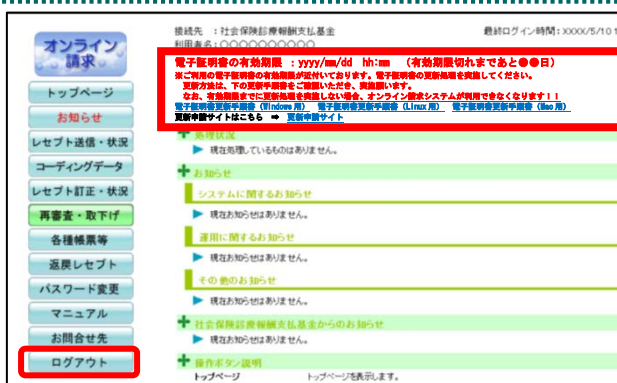 オンライン
請求
トップページ
お知らせ
レセプト送信・状況
コーディングデータ
レセプト訂正・状況
再審査・取下げ
各種帳票等
返戻レセプト
パスワード変更
マニュアル
お問合せ先
ログアウト
接続先 :社会保険診療報酬支払基金
最終ログイン時間:XXXX/5/10 1
利用者名:〇〇〇〇〇〇〇〇〇〇
電子証明書の有効期限 :yyyy/mm/dd hh:mm (有効期限切れまであと●●日)
※ご利用の電子証明書の有効期限が近付いております。電子証明書の更新処理を実施してください。
更新方法は、下の更新手順書をご確認いただき、実施願います。
なお、有効期限までに更新処理を実施しない場合、オンライン請求システムが利用できなくなります!!
電子証明書更新手順書(Windows用) 電子証明書更新手順書(Linux用) 電子証明書更新手順書(Mac用)
更新申請サイトはこちら ⇒ 更新申請サイト
処理状況
現在処理しているものはありません。
お知らせ
システムに関するお知らせ
現在お知らせはありません。
運用に関するお知らせ
現在お知らせはありません。
その他のお知らせ
現在お知らせはありません。
社会保険診療報酬支払基金からのお知らせ
現在お知らせはありません。
操作ボタン説明
トップページ トップページを表示します。